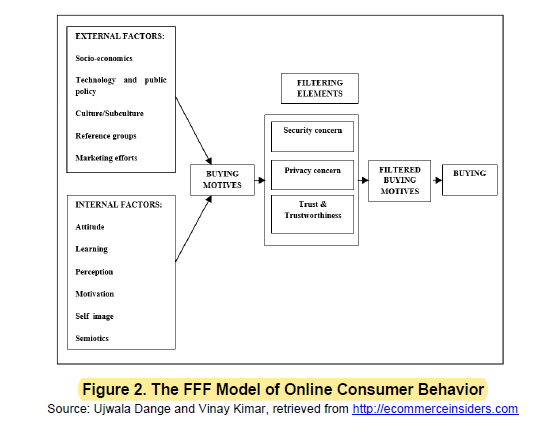 EXTERNAL FACTORS:
Socio-economics
Technology and public
policy
Culture/Subculture
Reference groups
Marketing efforts
INTERNAL FACTORS:
Attitude
Learning
Perception
Motivation
Self image
Semiotics
BUYING
MOTIVES
FILTERING
ELEMENTS
Security concern
Privacy concern
Trust &
Trustworthiness
FILTERED
BUYING
MOTIVES
BUYING
Figure 2. The FFF Model of Online Consumer Behavior
Source: Ujwala Dange and Vinay Kimar, retrieved from http://ecommerceinsiders.com